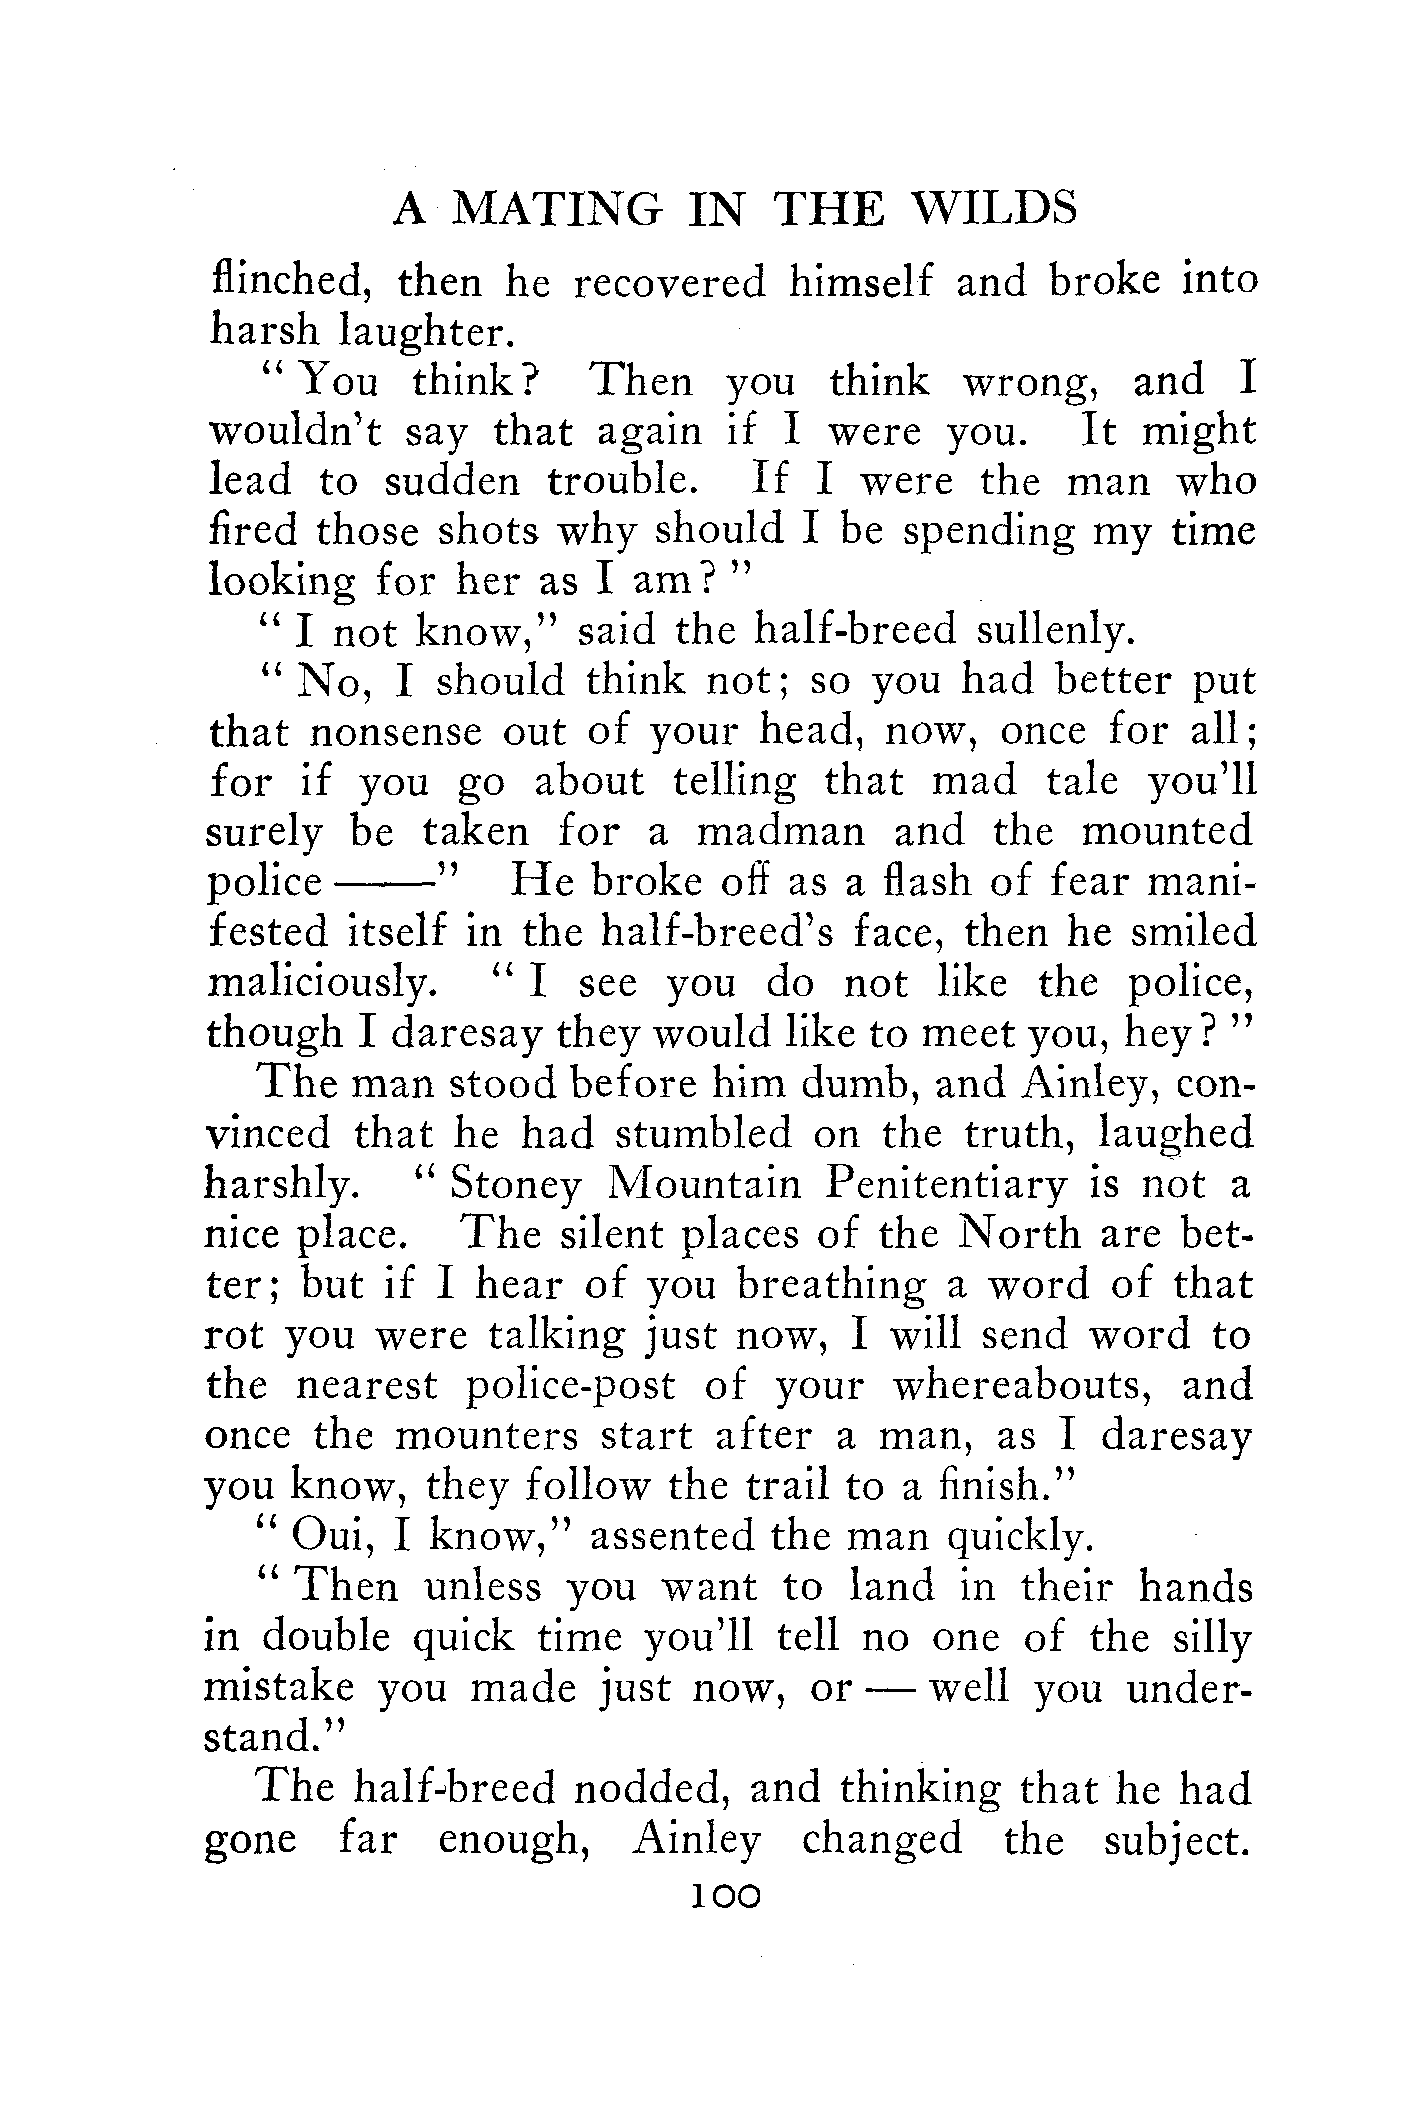 A MATING IN THE WILDS
flinched, then he recovered himself and broke into
harsh laughter.
" You think? Then you think wrong, and I
wouldn't say that again if I were you. It might
lead to sudden trouble. If I were the man who
fired those shots why should I be spending my time
looking for her as I am? "
" I not know," said the half-breed sullenly.
" No, I should think not; so you had better put
that nonsense out of your head, now, once for all;
for if you go about telling that mad tale you'll
surely be taken for a madman and the mounted
police ——" He broke off as a flash of fear mani-
fested itself in the half-breed's face, then he smiled
maliciously. " I see you do not like the police,
though I daresay they would like to meet you, hey? "
The man stood before him dumb, and Ainley, con-
vinced that he had stumbled on the truth, laughed
harshly. " Stoney Mountain Penitentiary is not a
nice place. The silent places of the North are bet-
ter; but if I hear of you breathing a word of that
rot you were talking just now, I will send word to
the nearest police-post of your whereabouts, and
once the mounters start after a man, as I daresay
you know, they follow the trail to a finish."
" Oui, I know," assented the man quickly.
" Then unless you want to land in their hands
in double quick time you'll tell no one of the silly
mistake you made just now, or — well you under-
stand."
The half-breed nodded, and thinking that he had
gone far enough, Ainley changed the subject.
100